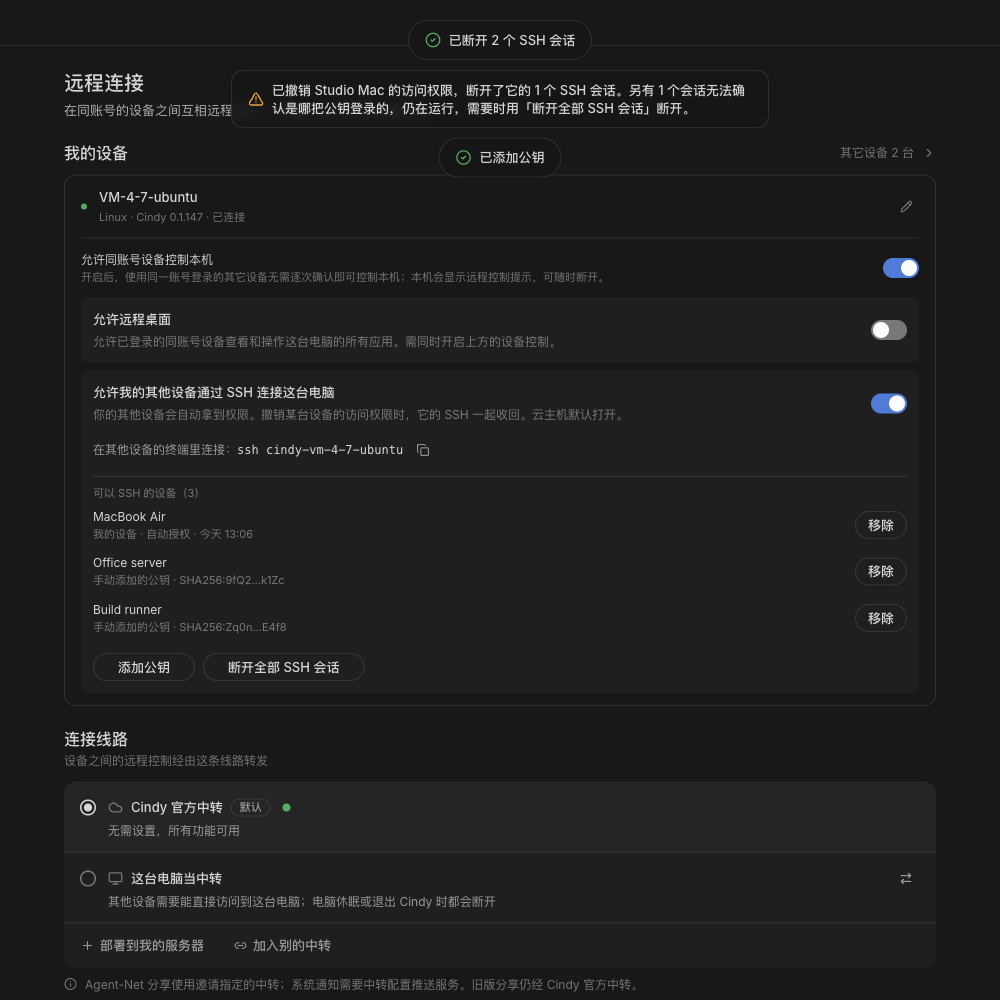 已断开 2 个 SSH 会话
远程连接
已撤销 Studio Mac 的访问权限，断开了它的 1 个 SSH 会话。另有 1 个会话无法确
认是哪把公钥登录的，仍在运行，需要时用「断开全部 SSH 会话」断开。
在同账号的设备之间互相远程
我的设备
已添加公钥
其它设备 2 台
VM-4-7-ubuntu
Linux · Cindy 0.1.147 · 已连接
允许同账号设备控制本机
开启后，使用同一账号登录的其它设备无需逐次确认即可控制本机；本机会显示远程控制提示，可随时断开。
允许远程桌面
允许已登录的同账号设备查看和操作这台电脑的所有应用。需同时开启上方的设备控制。
允许我的其他设备通过 SSH 连接这台电脑
你的其他设备会自动拿到权限。撤销某台设备的访问权限时，它的 SSH 一起收回。云主机默认打开。
在其他设备的终端里连接：ssh cindy-vm-4-7-ubuntu
可以 SSH 的设备（3）
MacBook Air
我的设备 · 自动授权 · 今天 13:06
移除
Office server
手动添加的公钥 · SHA256:9fQ2…k1Zc
移除
Build runner
手动添加的公钥 · SHA256:Zq0n…E4f8
移除
添加公钥
断开全部 SSH 会话
连接线路
设备之间的远程控制经由这条线路转发
Cindy 官方中转 默认
无需设置，所有功能可用
这台电脑当中转
其他设备需要能直接访问到这台电脑；电脑休眠或退出 Cindy 时都会断开
部署到我的服务器
加入别的中转
Agent-Net 分享使用邀请指定的中转；系统通知需要中转配置推送服务。旧版分享仍经 Cindy 官方中转。